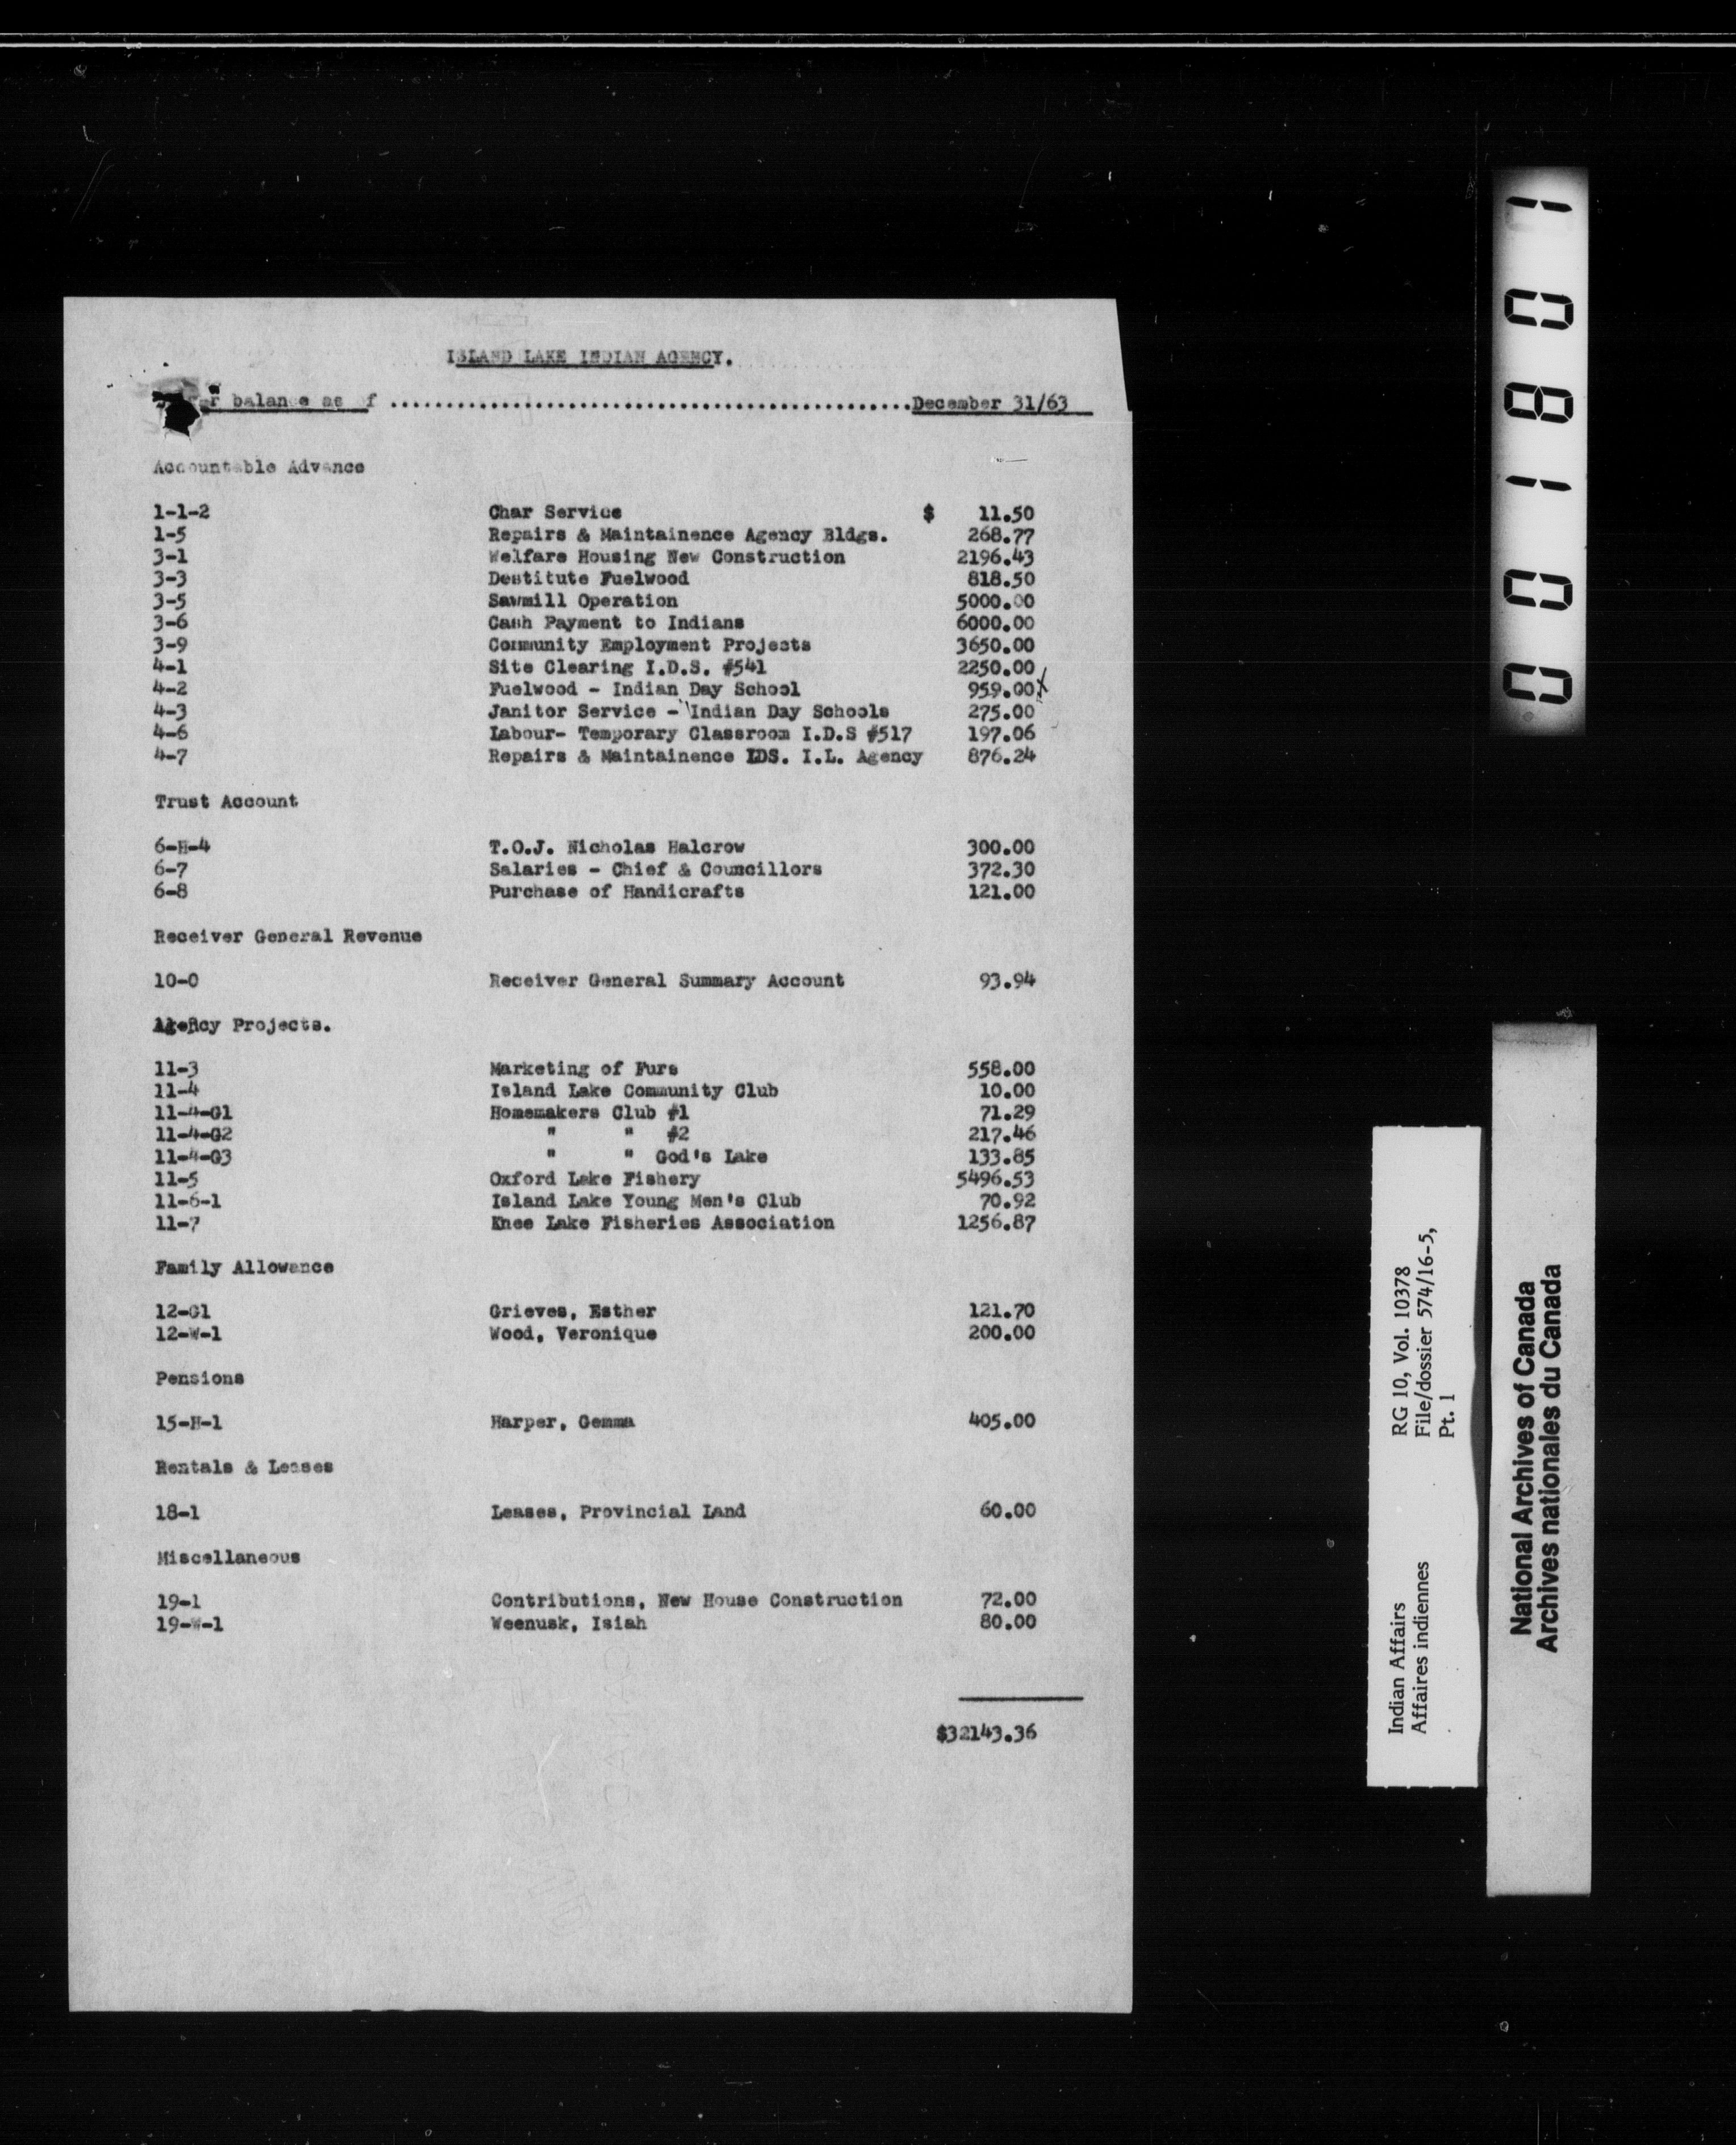 ISLAND LAKE INDIAN AGENCY.
balance as f ...............................................December 31/63
Accountable Advance
1-1-2 Char Service $ 11.50
1-5 Repairs & Maintainence Agency Bldgs. 268.77
3-1 Welfare Housing New Construction 2196.43
3-3 Destitute Fuelwood 818.50
3-5 Sawmill Operation 5000.00
3-6 Cash Payment to Indians 6000.00
3-9 Community Employment Projects 3650.00
4-1 Site Clearing I.D.S. #541 2250.00
4-2 Fuelwood - Indian Day School 959.00 X
4-3 Janitor Service - Indian Day Schools 275.00
4-6 Labour- Temporary Classroom I.D.S #517 197.06
4-7 Repairs & Maintainence IDS. I.L. Agency 876.24
Trust Account
6-H-4 T.O.J. Nicholas Halcrow 300.00
6-7 Salaries - Chief & Councillors 372.30
6-8 Purchase of Handicrafts 121.00
Receiver General Revenue
10-0 Receiver General Summary Account 93.94
Agency Projects.
11-3 Marketing of Furs 558.00
11-4 Island Lake Community Club 10.00
11-4-G1 Homemakers Club #1 71.29
11-4-G2 " " #2 217.46
11-4-G3 " " God's Lake 133.85
11-5 Oxford Lake Fishery 5496.53
11-6-1 Island Lake Young Men's Club 70.92
11-7 Knee Lake Fisheries Association 1256.87
Family Allowance
12-G1 Grieves, Esther 121.70
12-W-1 Wood, Veronique 200.00
Pensions
15-H-1 Harper, Gemma 405.00
Rentals & Leases
18-1 Leases, Provincial Land 60.00
Miscellaneous
19-1 Contributions, New House Construction 72.00
19-W-1 Weenusk, Isiah 80.00
$32143.36
001801
Indian Affairs RG 10, Vol. 10378
Affaires indiennes File/dossier 574/16-5,
Pt. 1
National Archives of Canada
Archives nationales du Canada